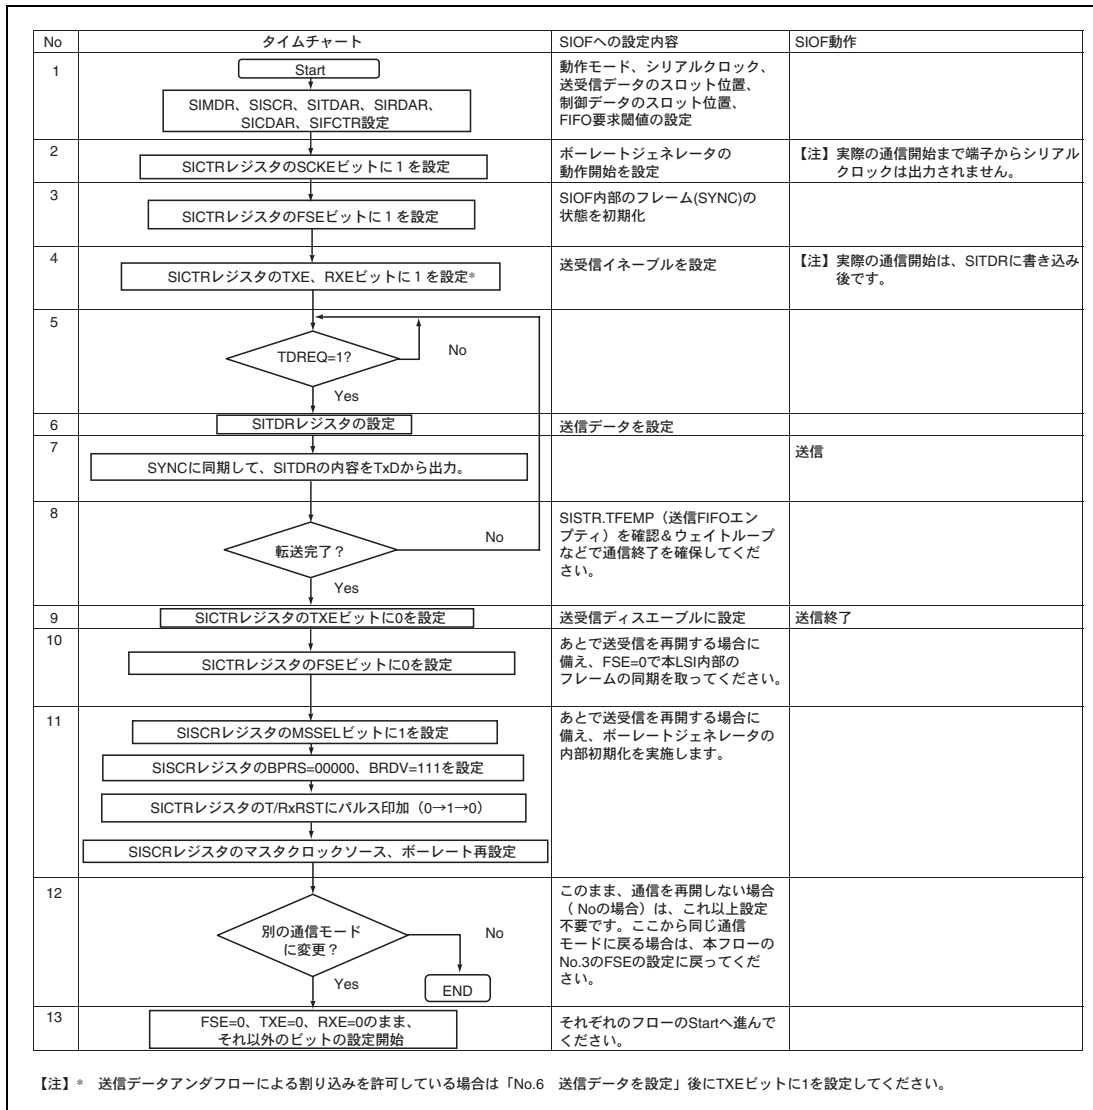 No タイムチャート SIOFへの設定内容 SIOF動作
1
Start
SIMDR、SISCR、SITDAR、SIRDAR、
SICDAR、SIFCTR設定
動作モード、シリアルクロック、
送受信データのスロット位置、
制御データのスロット位置、
FIFO要求閾値の設定
2
SICTRレジスタのSCKEビットに1を設定
ボーレートジェネレータの
動作開始を設定
【注】実際の通信開始まで端子からシリアル
クロックは出力されません。
3
SICTRレジスタのFSEビットに1を設定
SIOF内部のフレーム(SYNC)の
状態を初期化
4
SICTRレジスタのTXE、RXEビットに1を設定*
送受信イネーブルを設定
【注】実際の通信開始は、SITDRに書き込み
後です。
5
TDREQ=1?
No
Yes
6
SITDRレジスタの設定
送信データを設定
7
SYNCに同期して、SITDRの内容をTxDから出力。
送信
8
転送完了？
No
Yes
SISTR.TFEMP（送信FIFOエン
プティ）を確認＆ウェイトループ
などで通信終了を確保してくだ
さい。
9
SICTRレジスタのTXEビットに0を設定
送受信ディスエーブルに設定
送信終了
10
SICTRレジスタのFSEビットに0を設定
あとで送受信を再開する場合に
備え、FSE=0で本LSI内部の
フレームの同期を取ってください。
11
SISCRレジスタのMSSELビットに1を設定
SISCRレジスタのBPRS=00000、BRDV=111を設定
SICTRレジスタのT/RxRSTにパルス印加（0→1→0）
SISCRレジスタのマスタクロックソース、ボーレート再設定
あとで送受信を再開する場合に
備え、ボーレートジェネレータの
内部初期化を実施します。
12
別の通信モード
に変更？
No
Yes
END
このまま、通信を再開しない場合
（ Noの場合）は、これ以上設定
不要です。ここから同じ通信
モードに戻る場合は、本フローの
No.3のFSEの設定に戻ってくだ
さい。
13
FSE=0、TXE=0、RXE=0のまま、
それ以外のビットの設定開始
それぞれのフローのStartへ進んで
ください。
【注】* 送信データアンダフローによる割り込みを許可している場合は「No.6 送信データを設定」後にTXEビットに1を設定してください。